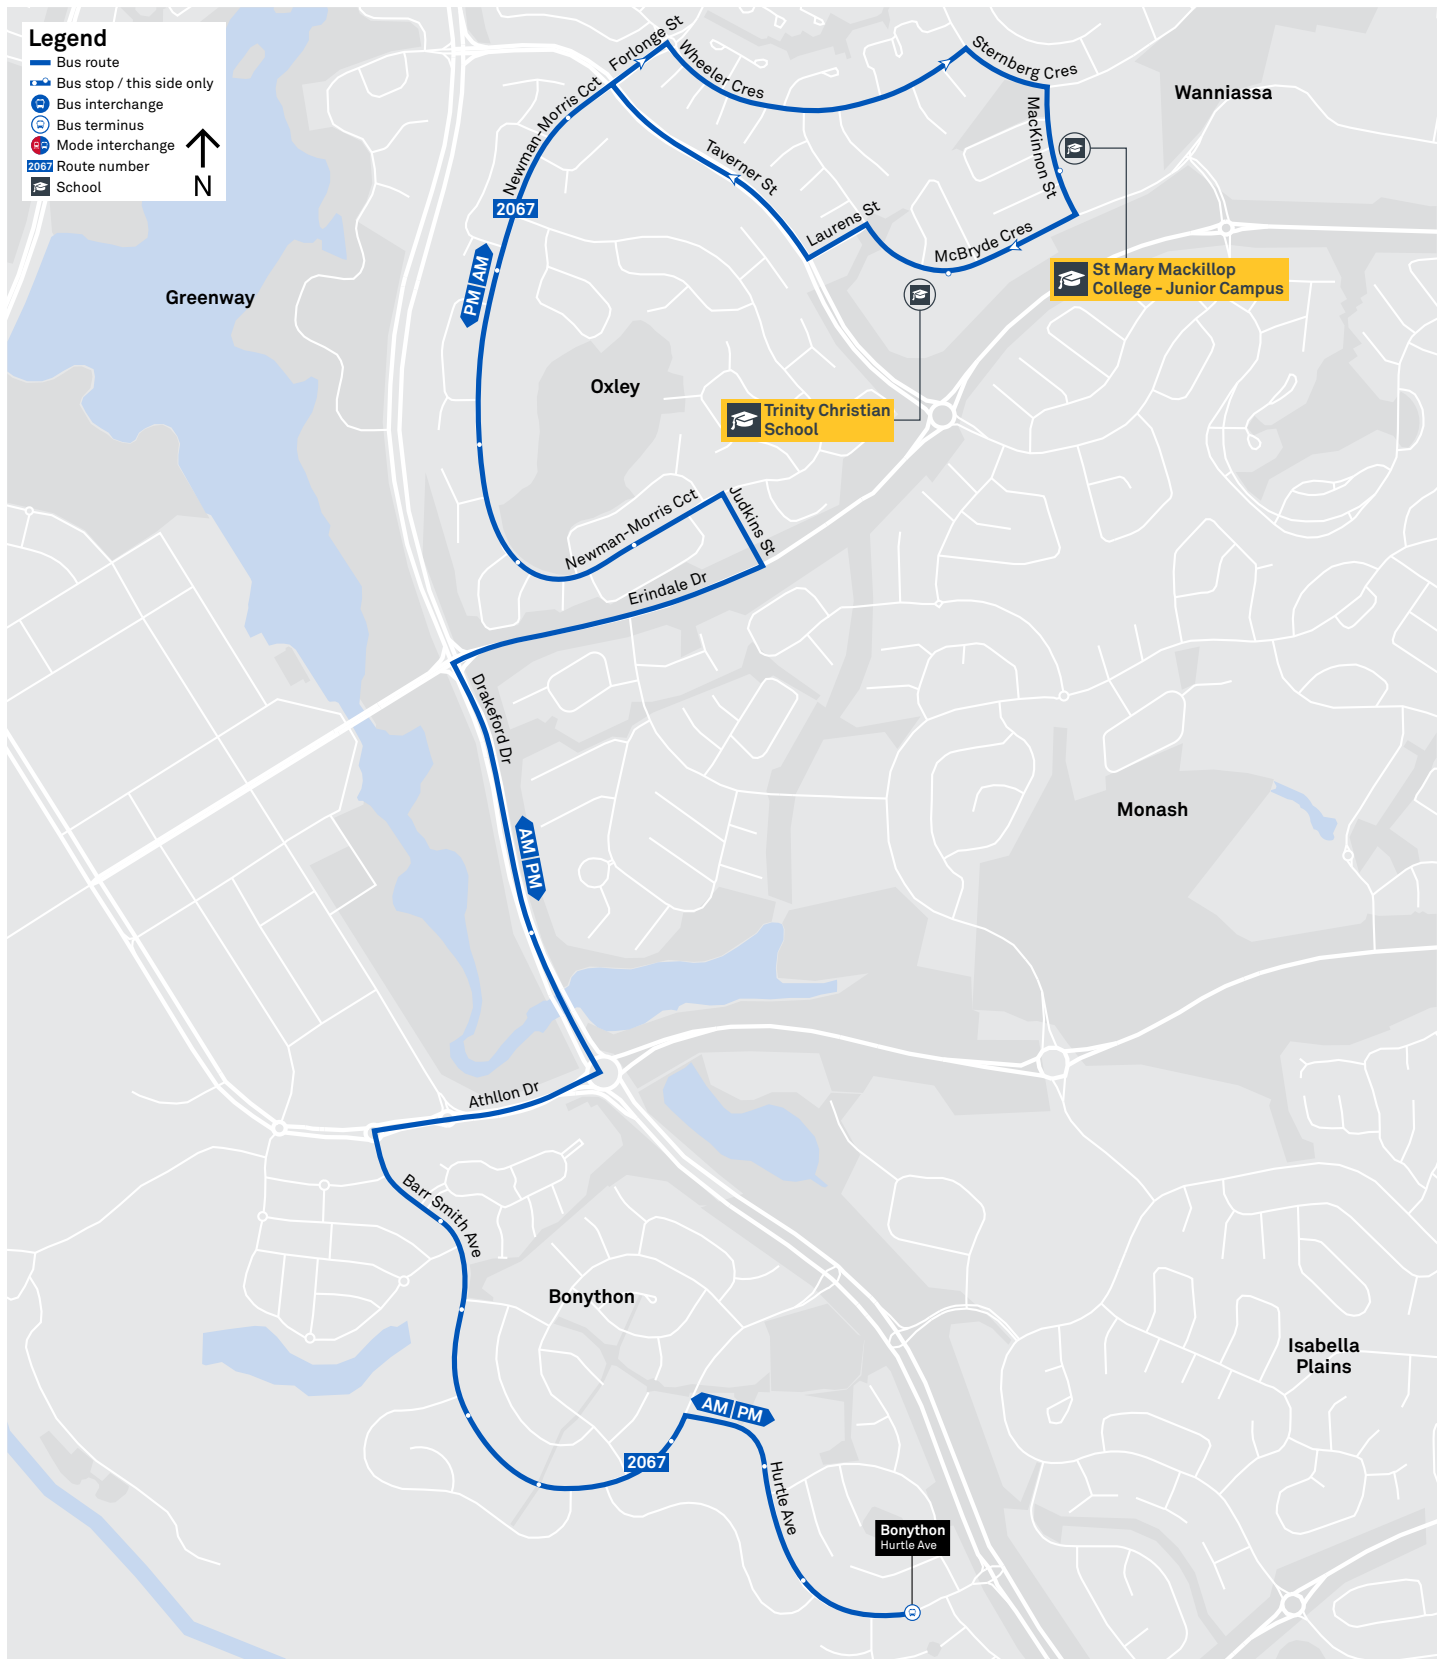 Legend
Bus route
Bus stop / this side only
Bus interchange
Bus terminus
Mode interchange
2067 Route number
School
N
Forlonge St
Wheeler Cres
Sternberg Cres
Wanniassa
Newman-Morris Cct
MacKinnon St
Taverner St
2067
Laurens St
McBryde Cres
PM | AM
St Mary Mackillop
College - Junior Campus
Greenway
Oxley
Trinity Christian
School
Newman-Morris Cct
Judkins St
Erindale Dr
Drakeford Dr
Monash
AM | PM
Athllon Dr
Barr Smith Ave
Bonython
Isabella
Plains
AM | PM
2067
Hurtle Ave
Bonython
Hurtle Ave